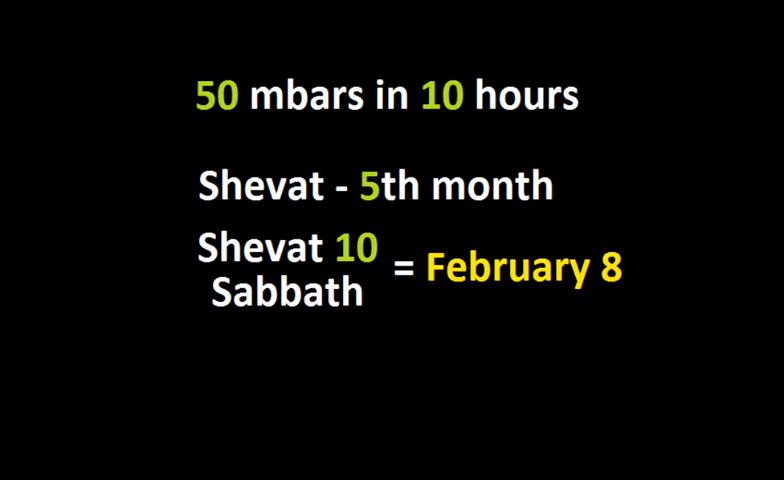 50 mbars in 10 hours
Shevat - 5th month
Shevat 10
Sabbath
= February 8